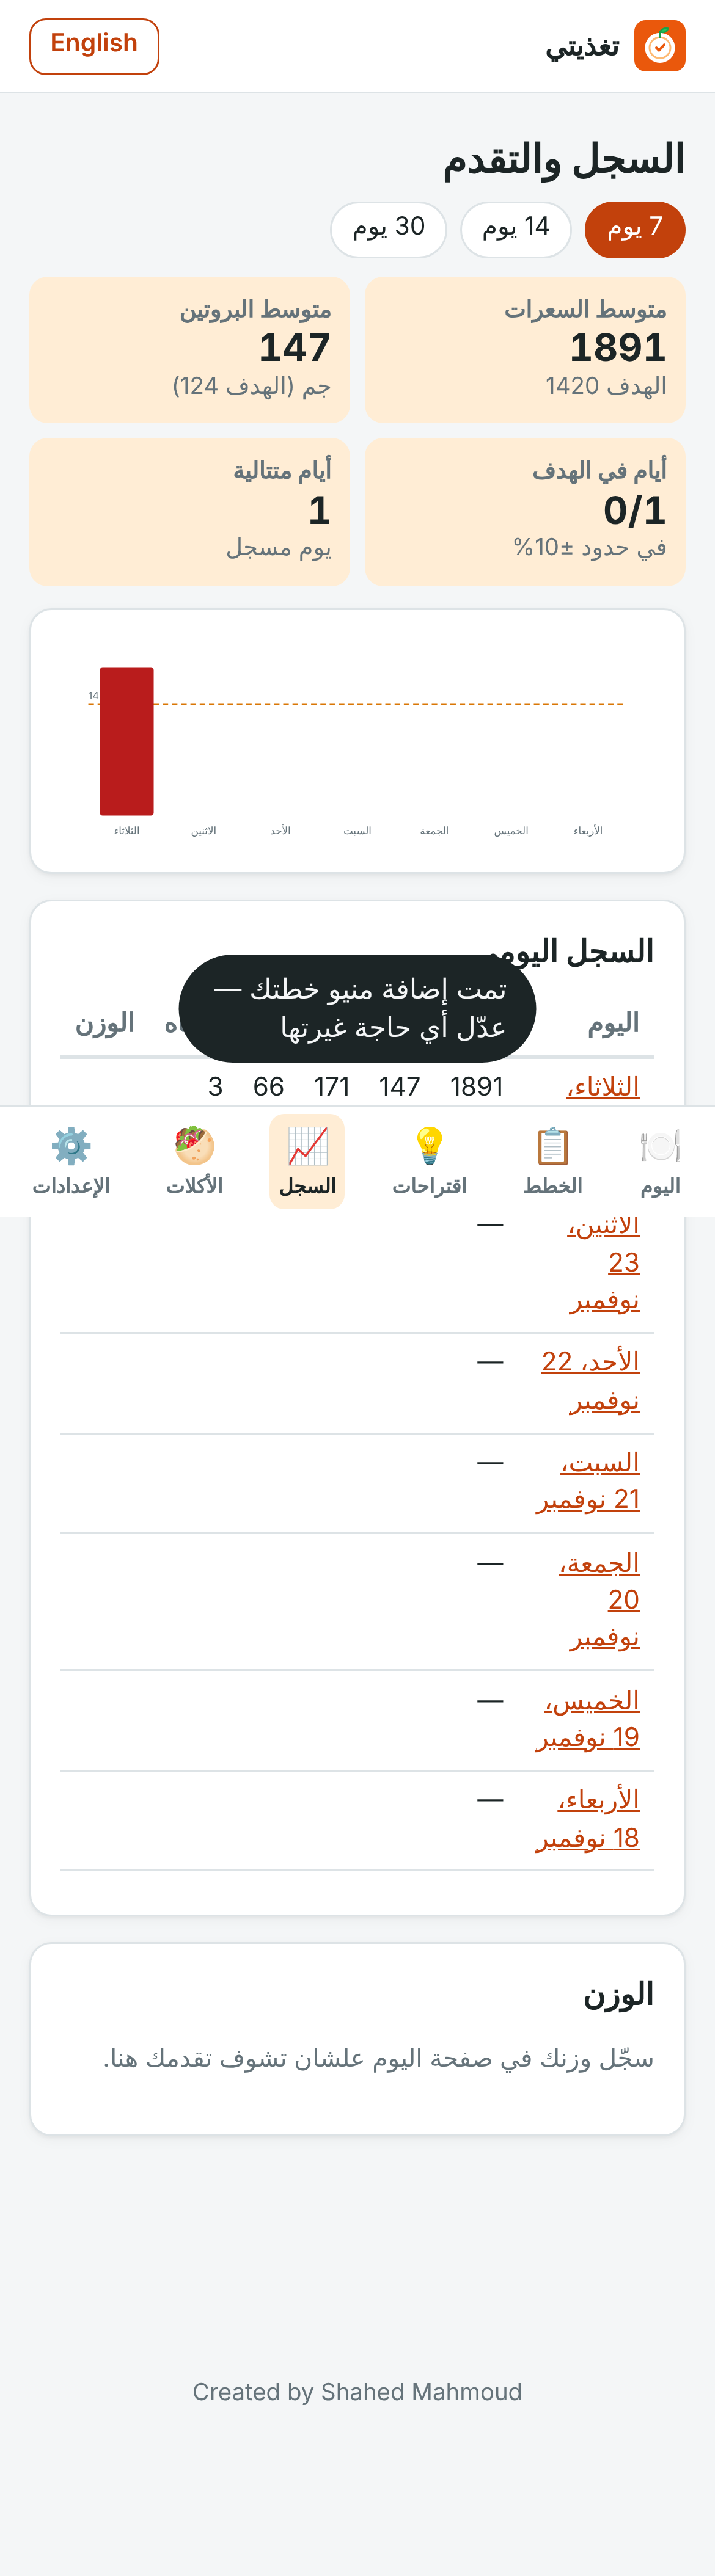 تغذيتي
English
السجل والتقدم
7 يوم
14 يوم
30 يوم
متوسط السعرات
1891
الهدف 1420
متوسط البروتين
147
جم (الهدف 124)
أيام في الهدف
0/1
في حدود ±10%
أيام متتالية
1
يوم مسجل
14
الثلاثاء
الاثنين
الأحد
السبت
الجمعة
الخميس
الأربعاء
السجل اليومي
تمت إضافة منيو خطتك —
عدّل أي حاجة غيرتها
اليوم
الوزن
الثلاثاء،
1891 147 171 66 3
اليوم
الخطط
اقتراحات
السجل
الأكلات
الإعدادات
الاثنين،
—
23
نوفمبر
الأحد، 22
—
نوفمبر
السبت،
—
21 نوفمبر
الجمعة،
—
20
نوفمبر
الخميس،
—
19 نوفمبر
الأربعاء،
—
18 نوفمبر
الوزن
سجّل وزنك في صفحة اليوم علشان تشوف تقدمك هنا.
Created by Shahed Mahmoud